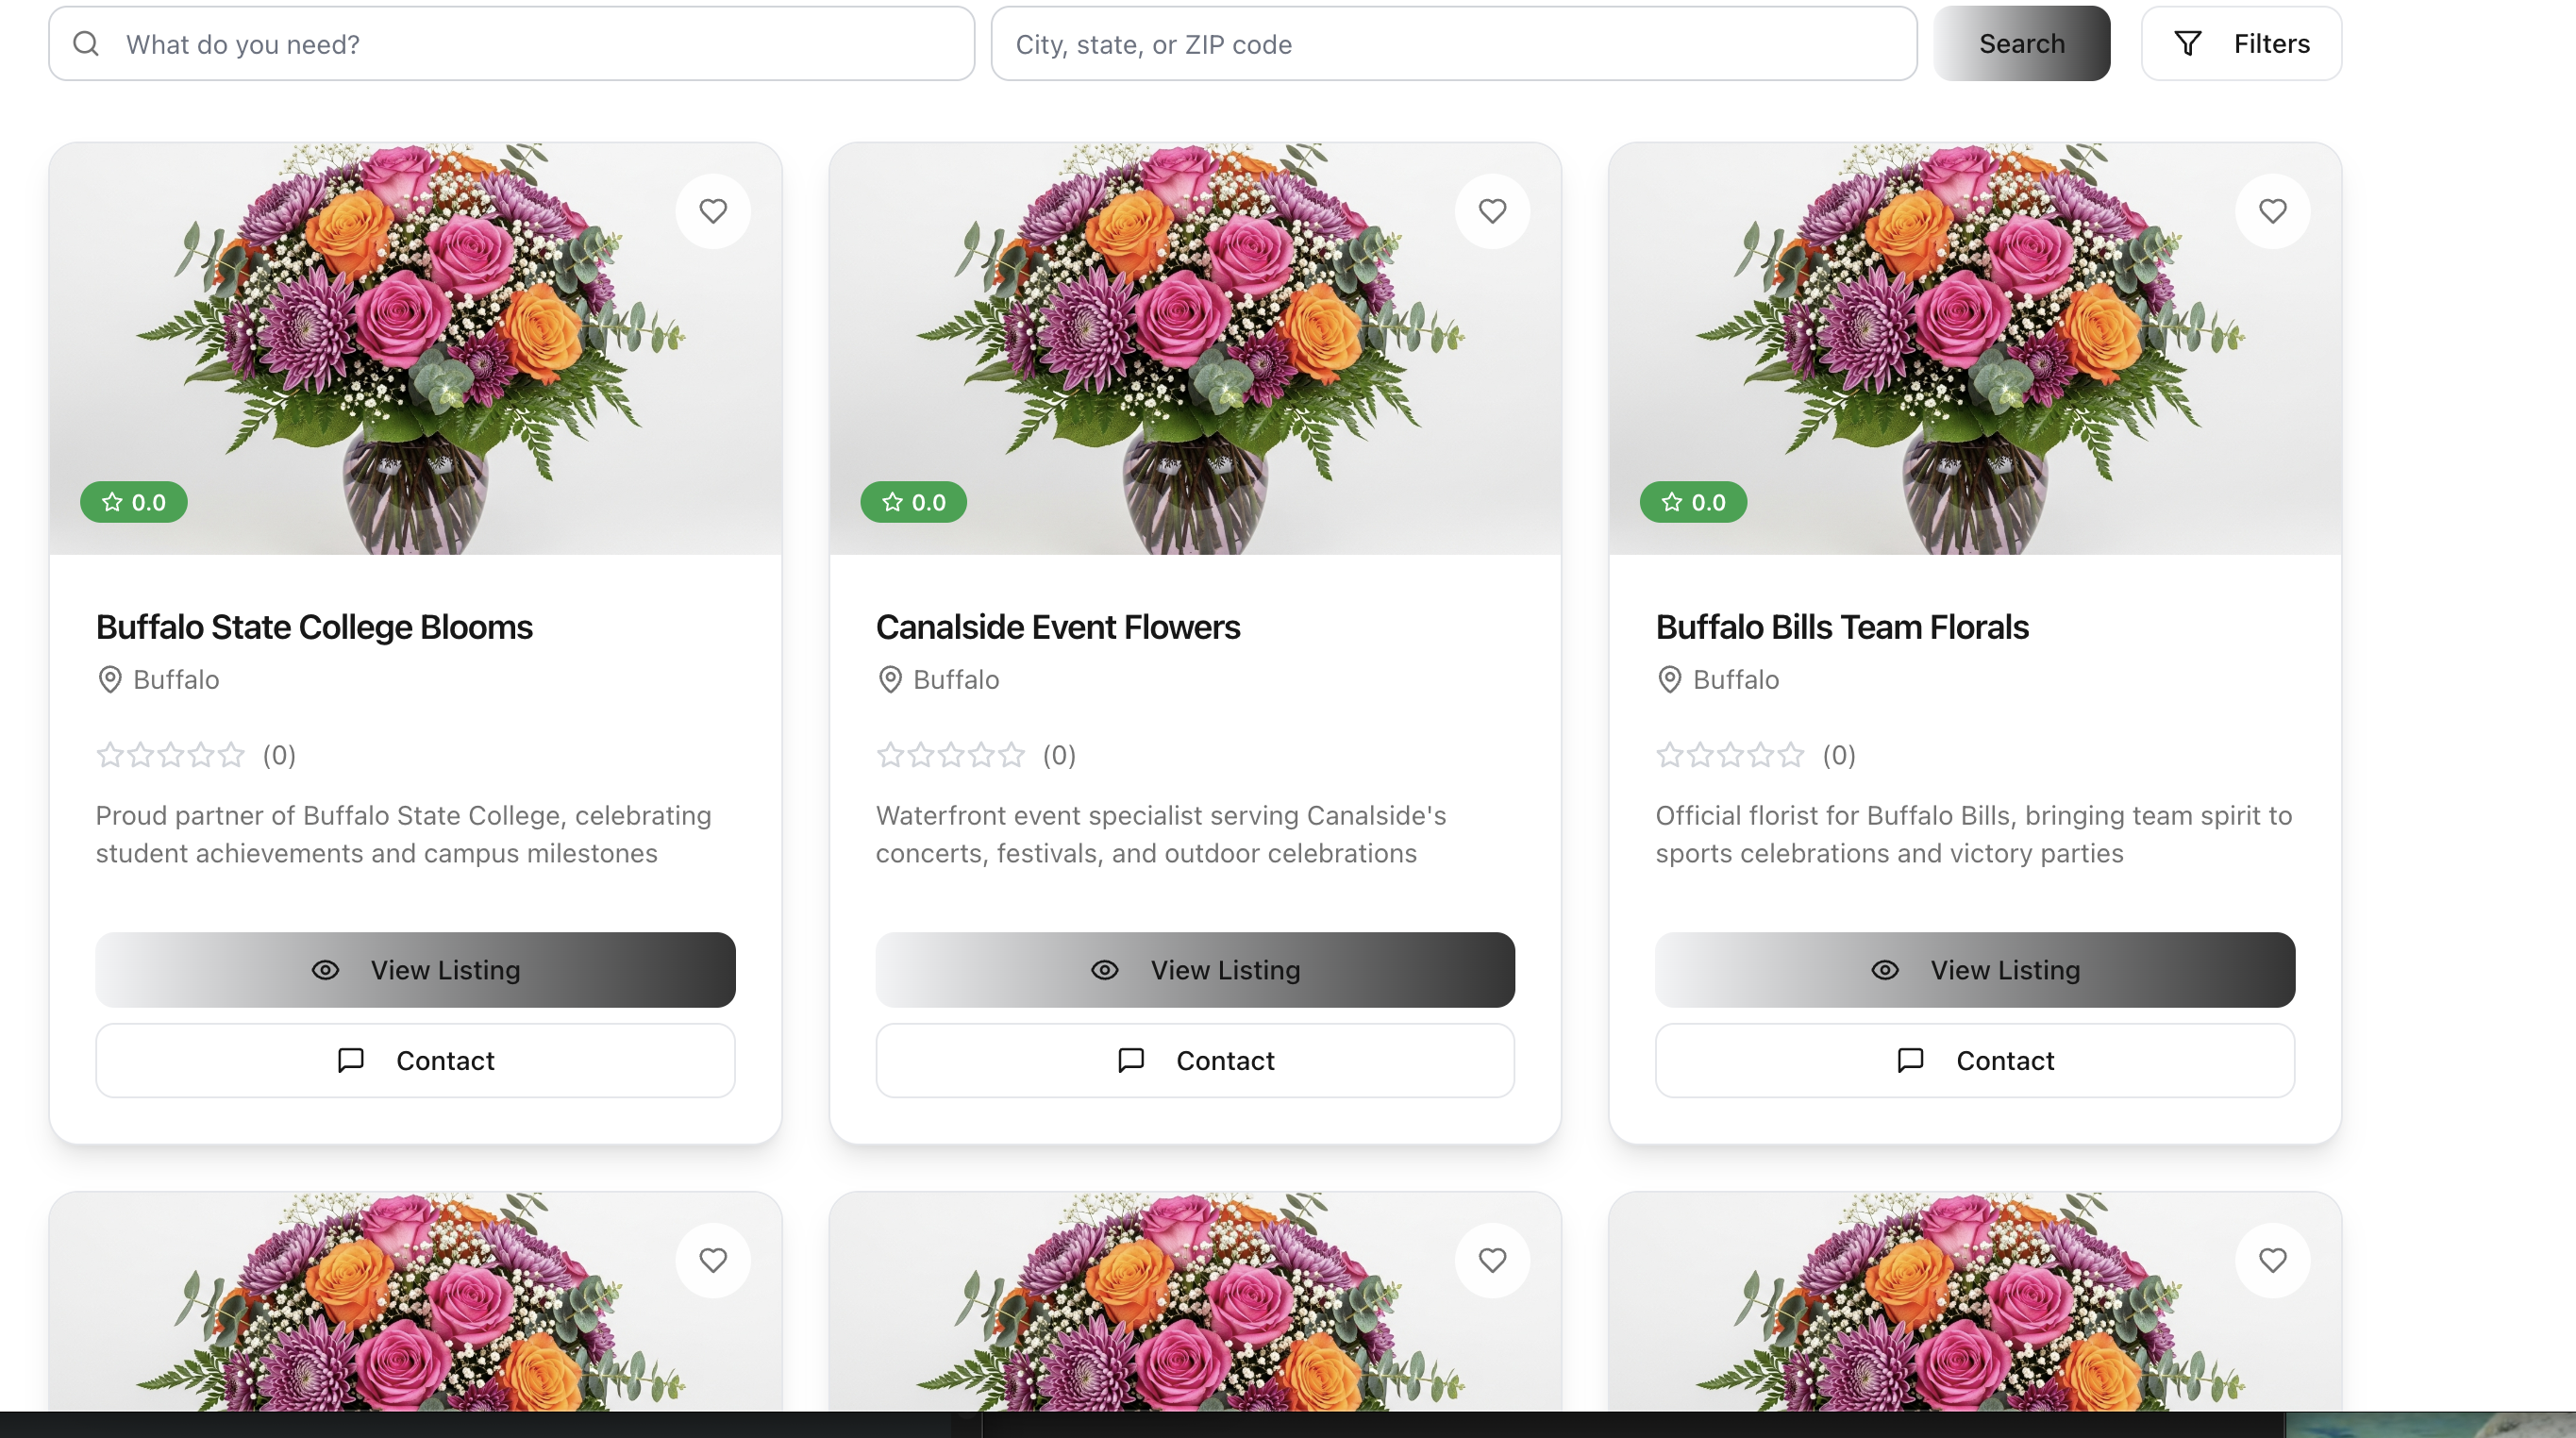 What do you need?
City, state, or ZIP code
Search
Filters
0.0
0.0
0.0
Buffalo State College Blooms
Buffalo
(0)
Proud partner of Buffalo State College, celebrating
student achievements and campus milestones
View Listing
Contact
Canalside Event Flowers
Buffalo
(0)
Waterfront event specialist serving Canalside's
concerts, festivals, and outdoor celebrations
View Listing
Contact
Buffalo Bills Team Florals
Buffalo
(0)
Official florist for Buffalo Bills, bringing team spirit to
sports celebrations and victory parties
View Listing
Contact